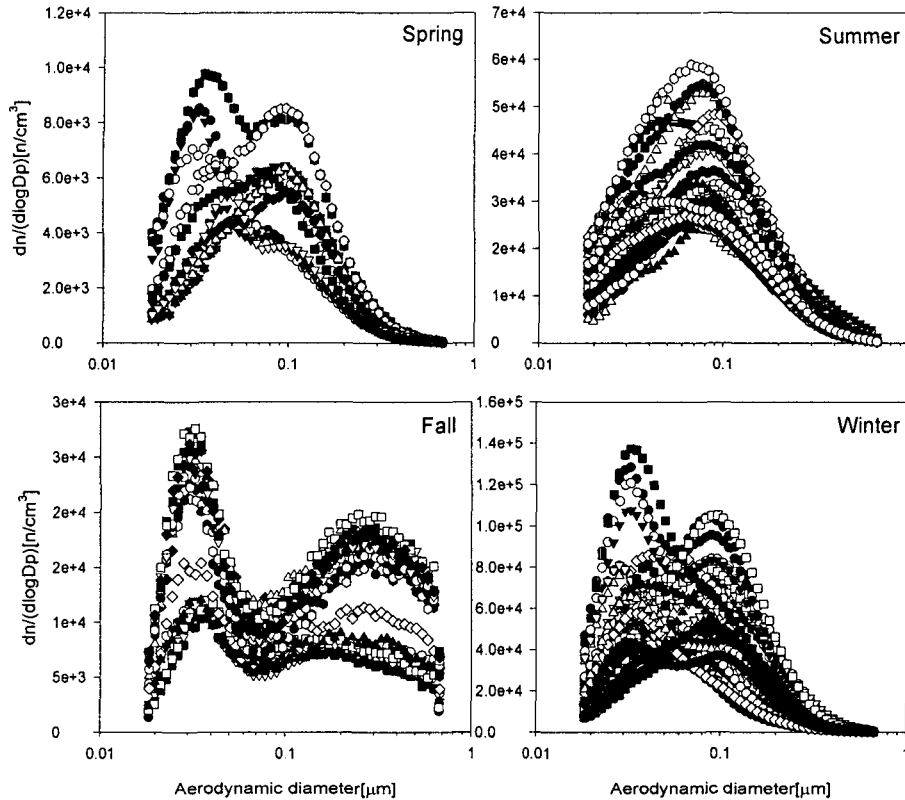 Spring
1.2e+4
1.0e+4
8.0e+3
6.0e+3
4.0e+3
2.0e+3
0.0
0.01
0.1
1
dn/(dlogDp)[n/cm³]
Summer
7e+4
6e+4
5e+4
4e+4
3e+4
2e+4
1e+4
0
0.01
0.1
1
Fall
3e+4
3e+4
2e+4
2e+4
1e+4
5e+3
0
0.01
0.1
1
dn/(dlogDp)[n/cm³]
Aerodynamic diameter[μm]
Winter
1.6e+5
1.4e+5
1.2e+5
1.0e+5
8.0e+4
6.0e+4
4.0e+4
2.0e+4
0.0
0.01
0.1
1
Aerodynamic diameter[μm]